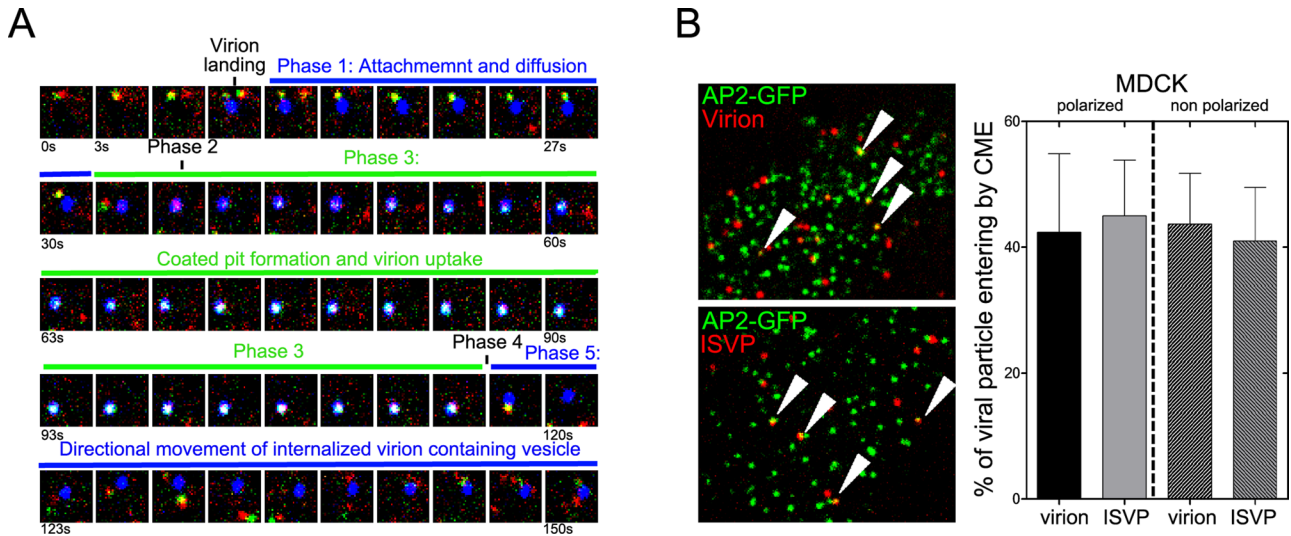 A
Virion
landing
Phase 1: Attachmemnt and diffusion
0s
3s
27s
Phase 2
Phase 3:
30s
60s
Coated pit formation and virion uptake
63s
90s
Phase 3
Phase 4
Phase 5:
93s
120s
Directional movement of internalized virion containing vesicle
123s
150s
B
AP2-GFP
Virion
AP2-GFP
ISVP
MDCK
polarized
non polarized
% of viral particle entering by CME
60
40
20
0
virion
ISVP
virion
ISVP